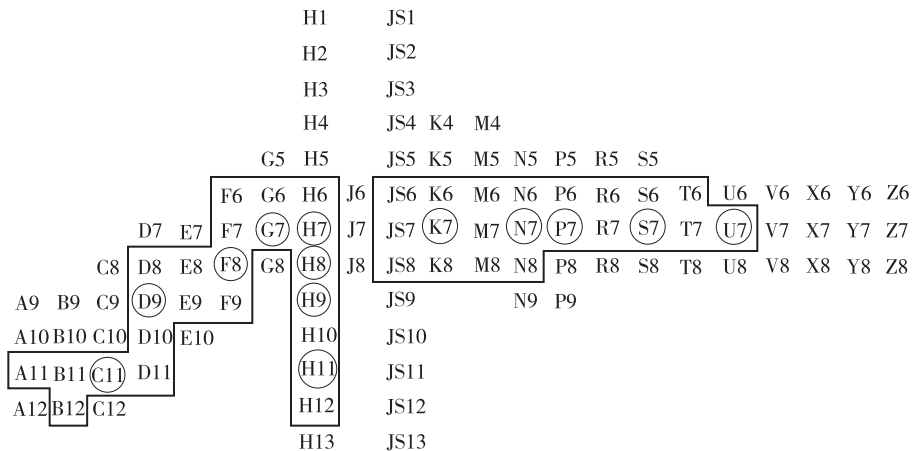 H1 JS1
H2 JS2
H3 JS3
H4 JS4 K4 M4
G5 H5 JS5 K5 M5 N5 P5 R5 S5
F6 G6 H6 J6 JS6 K6 M6 N6 P6 R6 S6 T6 U6 V6 X6 Y6 Z6
D7 E7 F7 G7 H7 J7 JS7 K7 M7 N7 P7 R7 S7 T7 U7 V7 X7 Y7 Z7
C8 D8 E8 F8 G8 H8 J8 JS8 K8 M8 N8 P8 R8 S8 T8 U8 V8 X8 Y8 Z8
A9 B9 C9 D9 E9 F9 H9 JS9 N9 P9
A10 B10 C10 D10 E10 H10 JS10
A11 B11 C11 D11 H11 JS11
A12 B12 C12 H12 JS12
H13 JS13